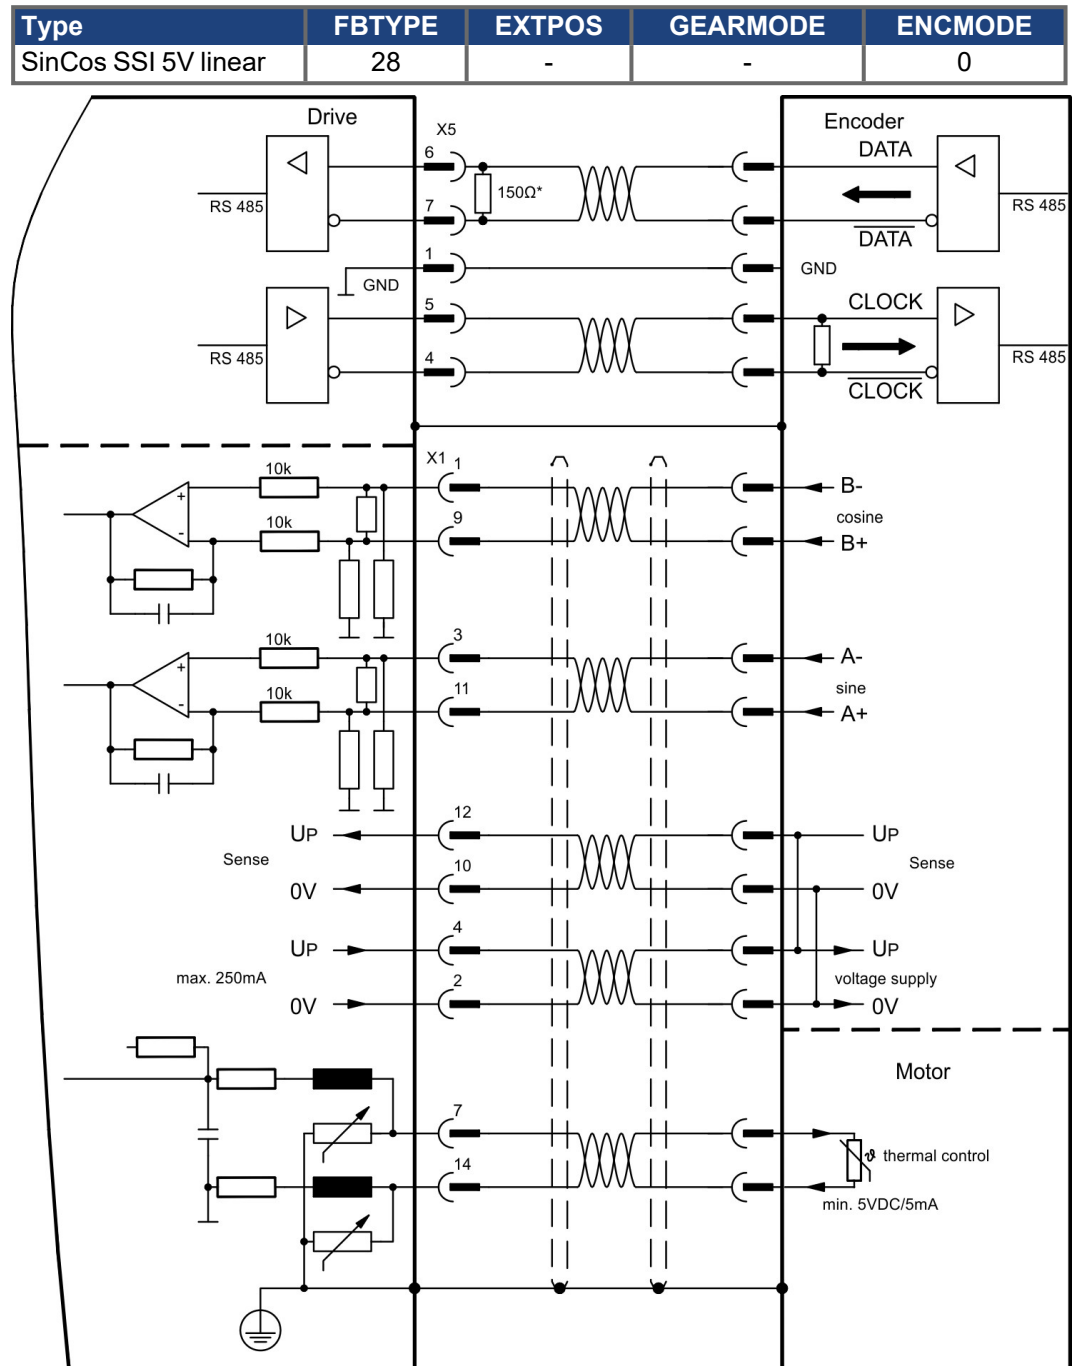 Type FBTYPE EXTPOS GEARMODE ENCMODE
SinCos SSI 5V linear 28 - - 0
Drive
X5
Encoder
6
DATA
150Ω*
RS 485
7
RS 485
DATA
1
GND
GND
5
CLOCK
RS 485
4
RS 485
CLOCK
X1
1
10k
B-
+
cosine
9
10k
-
B+
3
10k
A-
+
sine
11
10k
-
A+
12
UP
UP
Sense
Sense
10
0V
0V
4
UP
UP
max. 250mA
voltage supply
2
0V
0V
Motor
7
ϑ thermal control
14
min. 5VDC/5mA